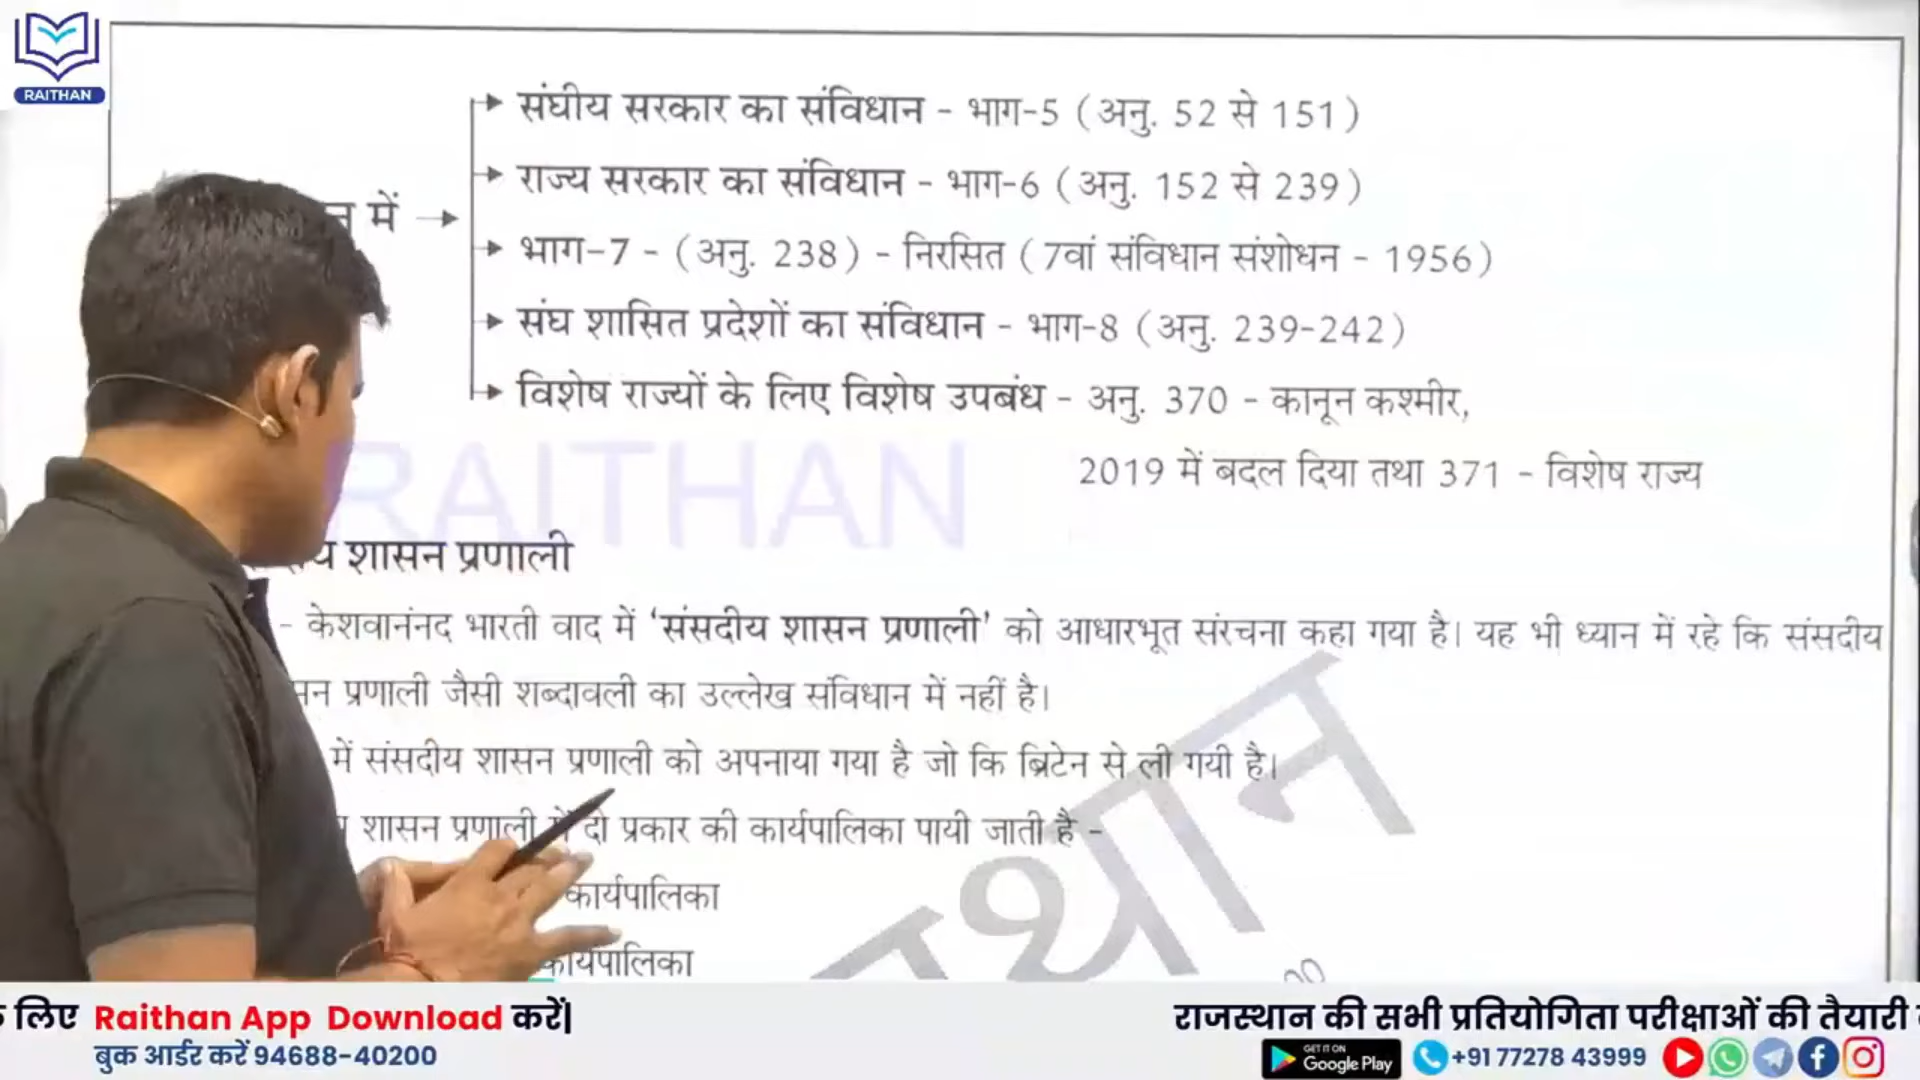 RAITHAN
संघीय सरकार का संविधान - भाग-5 (अनु. 52 से 151)
राज्य सरकार का संविधान - भाग-6 (अनु. 152 से 239)
में
भाग-7 - (अनु. 238) - निरसित (7वां संविधान संशोधन - 1956)
संघ शासित प्रदेशों का संविधान - भाग-8 (अनु. 239-242)
विशेष राज्यों के लिए विशेष उपबंध - अनु. 370 - कानून कश्मीर,
2019 में बदल दिया तथा 371 - विशेष राज्य
RAITHAN
शासन प्रणाली
- केशवानंनद भारती वाद में 'संसदीय शासन प्रणाली' को आधारभूत संरचना कहा गया है। यह भी ध्यान में रहे कि संसदीय
प्रणाली जैसी शब्दावली का उल्लेख संविधान में नहीं है।
में संसदीय शासन प्रणाली को अपनाया गया है जो कि ब्रिटेन से ली गयी है।
शासन प्रणाली में दो प्रकार की कार्यपालिका पायी जाती है -
कार्यपालिका
कार्यपालिका
लिए Raithan App Download करें|
बुक आर्डर करें 94688-40200
राजस्थान की सभी प्रतियोगिता परीक्षाओं की तैयारी
GET IT ON
Google Play
+91 77278 43999